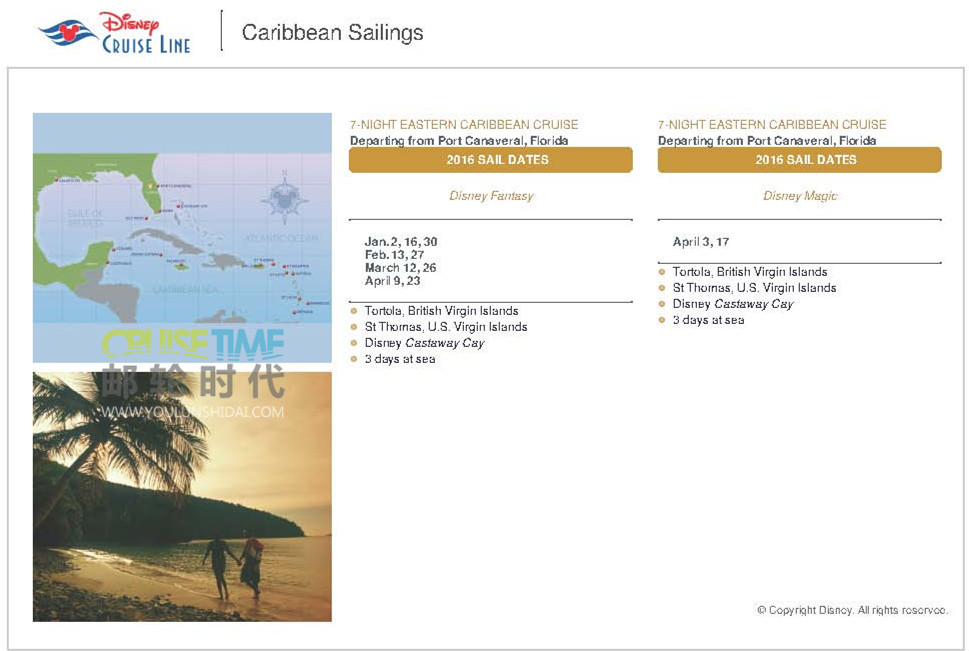 Disney
CRUISE LINE
Caribbean Sailings
GULF OF
MEXICO
ATLANTIC OCEAN
CARIBBEAN SEA
CRUISETIME
邮轮时代
WWW.YOULUNSHIDAI.COM
7-NIGHT EASTERN CARIBBEAN CRUISE
Departing from Port Canaveral, Florida
2016 SAIL DATES
Disney Fantasy
Jan. 2, 16, 30
Feb. 13, 27
March 12, 26
April 9, 23
Tortola, British Virgin Islands
St Thomas, U.S. Virgin Islands
Disney Castaway Cay
3 days at sea
7-NIGHT EASTERN CARIBBEAN CRUISE
Departing from Port Canaveral, Florida
2016 SAIL DATES
Disney Magic
April 3, 17
Tortola, British Virgin Islands
St Thomas, U.S. Virgin Islands
Disney Castaway Cay
3 days at sea
© Copyright Disney. All rights reserved.